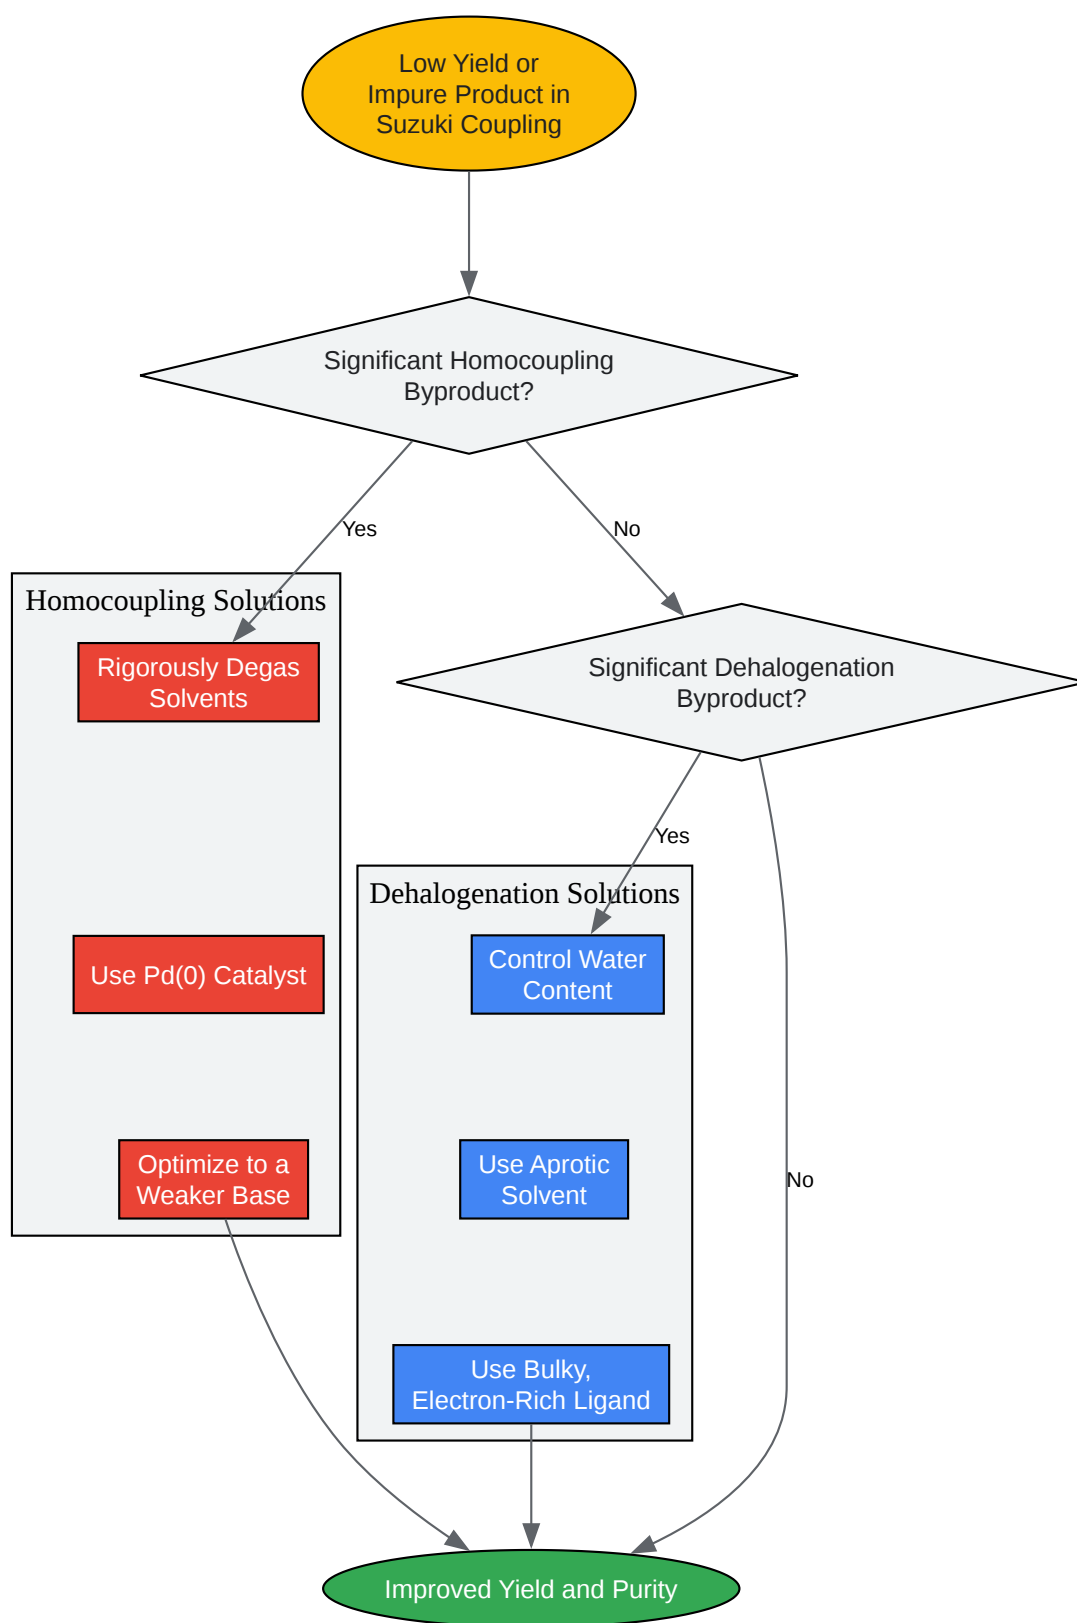 Low Yield or
Impure Product in
Suzuki Coupling
Significant Homocoupling
Byproduct?
Yes
No
Homocoupling Solutions
Rigorously Degas
Solvents
Significant Dehalogenation
Byproduct?
Yes
Dehalogenation Solutions
Use Pd(0) Catalyst
Control Water
Content
Optimize to a
Weaker Base
Use Aprotic
Solvent
No
Use Bulky,
Electron-Rich Ligand
Improved Yield and Purity